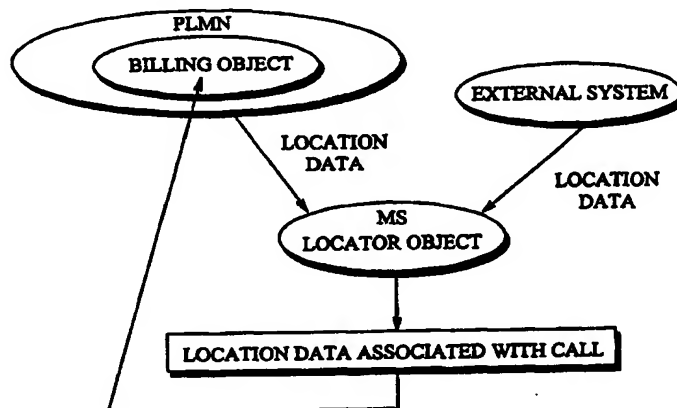 PLMN
BILLING OBJECT
EXTERNAL SYSTEM
LOCATION
DATA
LOCATION
DATA
MS
LOCATOR OBJECT
LOCATION DATA ASSOCIATED WITH CALL